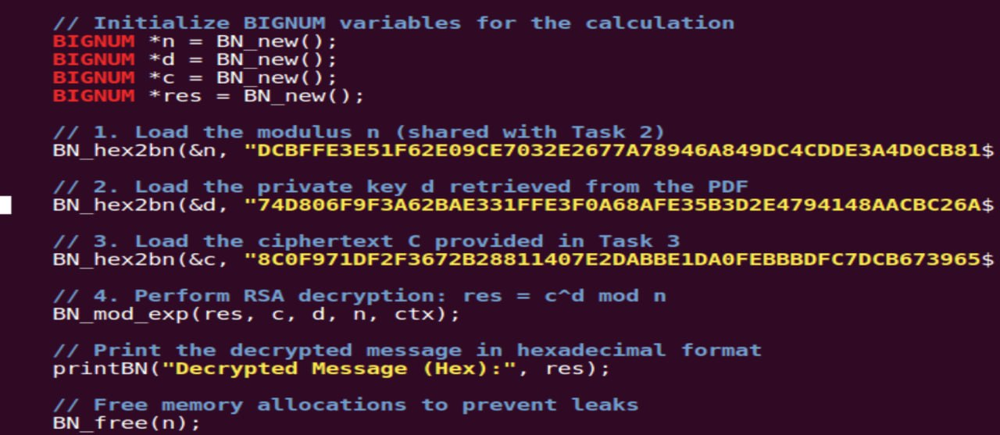 // Initialize BIGNUM variables for the calculation
BIGNUM *n = BN_new();
BIGNUM *d = BN_new();
BIGNUM *c = BN_new();
BIGNUM *res = BN_new();
// 1. Load the modulus n (shared with Task 2)
BN_hex2bn(&n, "DCBFFE3E51F62E09CE7032E2677A78946A849DC4CDDE3A4D0CB81$
// 2. Load the private key d retrieved from the PDF
BN_hex2bn(&d, "74D806F9F3A62BAE331FFE3F0A68AFE35B3D2E4794148AACBC26A$
// 3. Load the ciphertext C provided in Task 3
BN_hex2bn(&c, "8C0F971DF2F3672B28811407E2DABBE1DA0FEBBBDFC7DCB673965$
// 4. Perform RSA decryption: res = c^d mod n
BN_mod_exp(res, c, d, n, ctx);
// Print the decrypted message in hexadecimal format
printBN("Decrypted Message (Hex):", res);
// Free memory allocations to prevent leaks
BN_free(n);